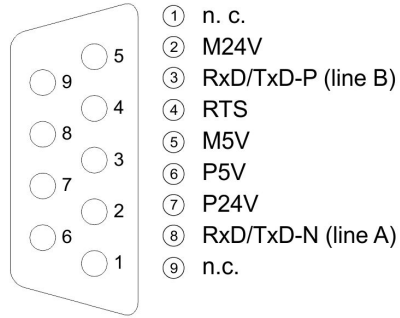 5
9
4
8
3
7
2
6
1
① n. c.
② M24V
③ RxD/TxD-P (line B)
④ RTS
⑤ M5V
⑥ P5V
⑦ P24V
⑧ RxD/TxD-N (line A)
⑨ n.c.